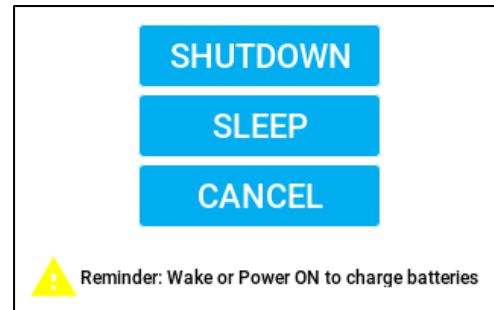 SHUTDOWN
SLEEP
CANCEL
Reminder: Wake or Power ON to charge batteries